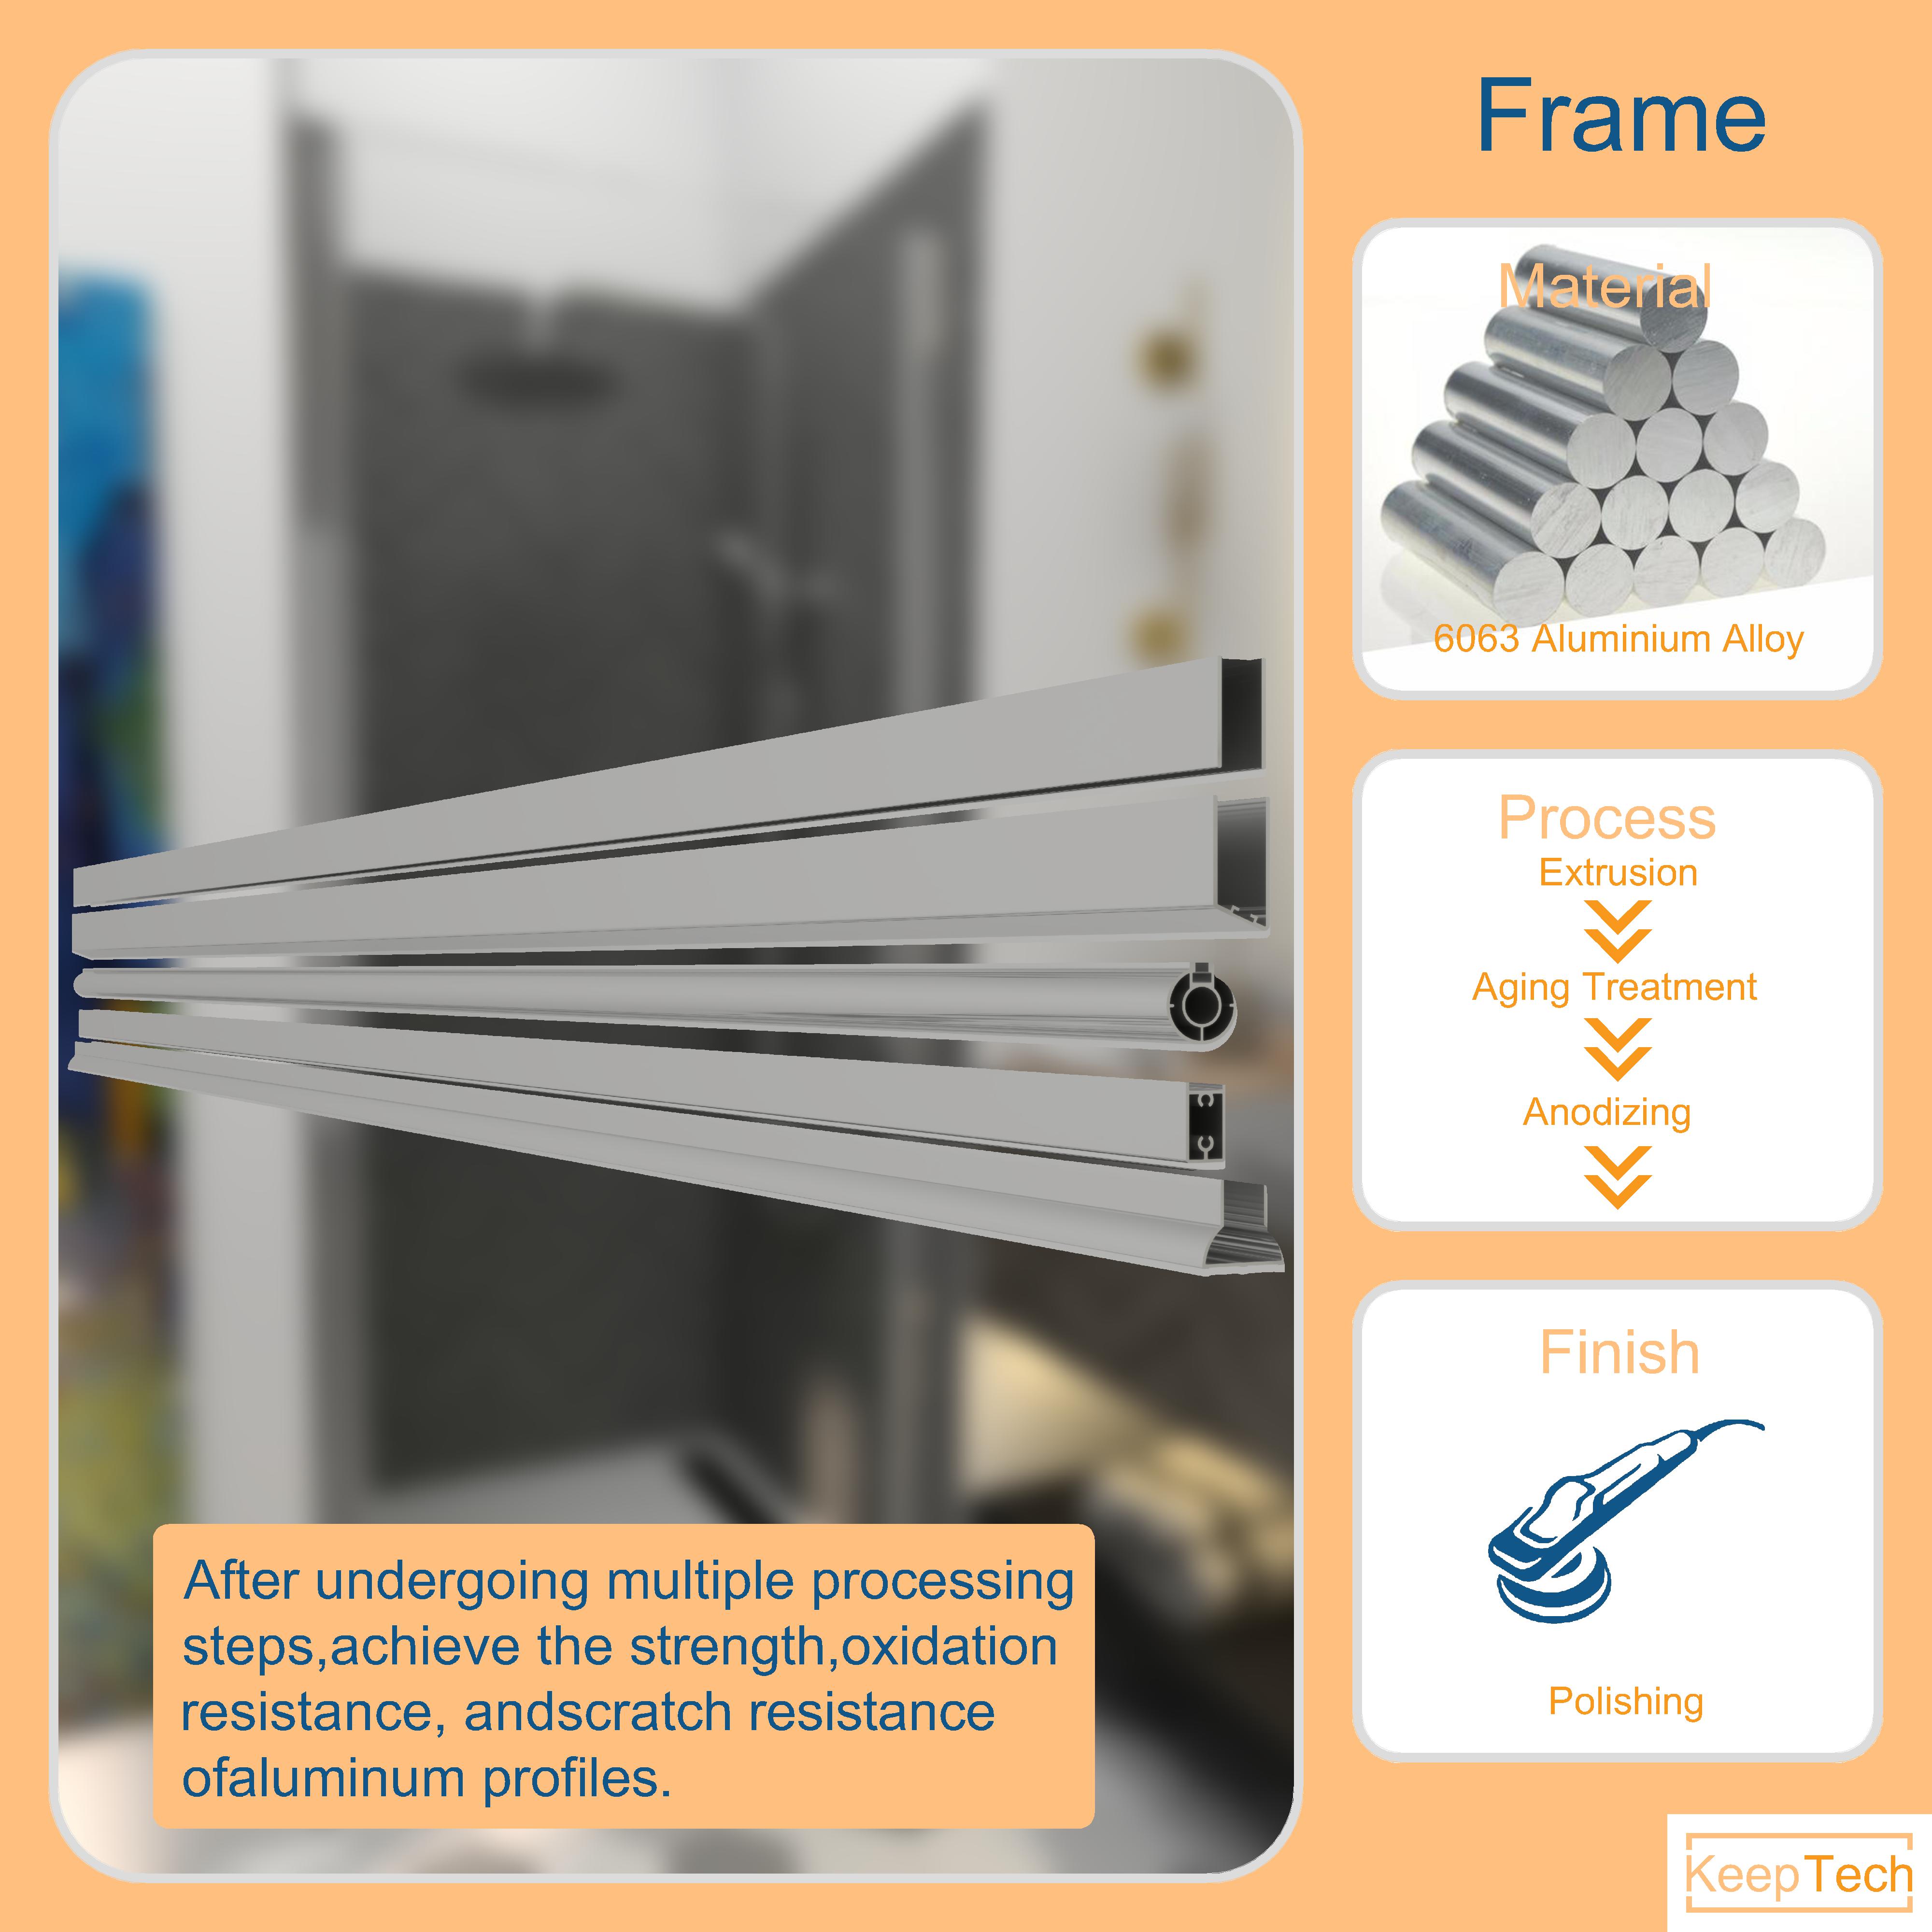 Frame
Material
6063 Aluminium Alloy
Process
Extrusion
Aging Treatment
Anodizing
Finish
Polishing
After undergoing multiple processing
steps,achieve the strength,oxidation
resistance, andscratch resistance
ofaluminum profiles.
KeepTech